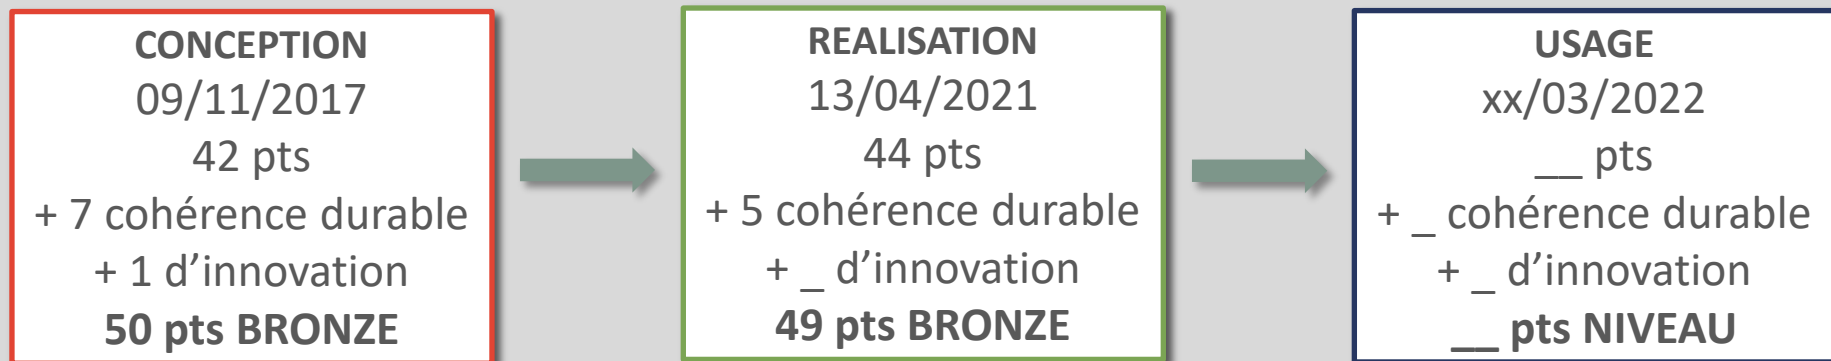 CONCEPTION
09/11/2017
42 pts
+ 7 cohérence durable
+ 1 d’innovation
50 pts BRONZE
REALISATION
13/04/2021
44 pts
+ 5 cohérence durable
+ _ d’innovation
49 pts BRONZE
USAGE
xx/03/2022
__ pts
+ _ cohérence durable
+ _ d’innovation
__ pts NIVEAU